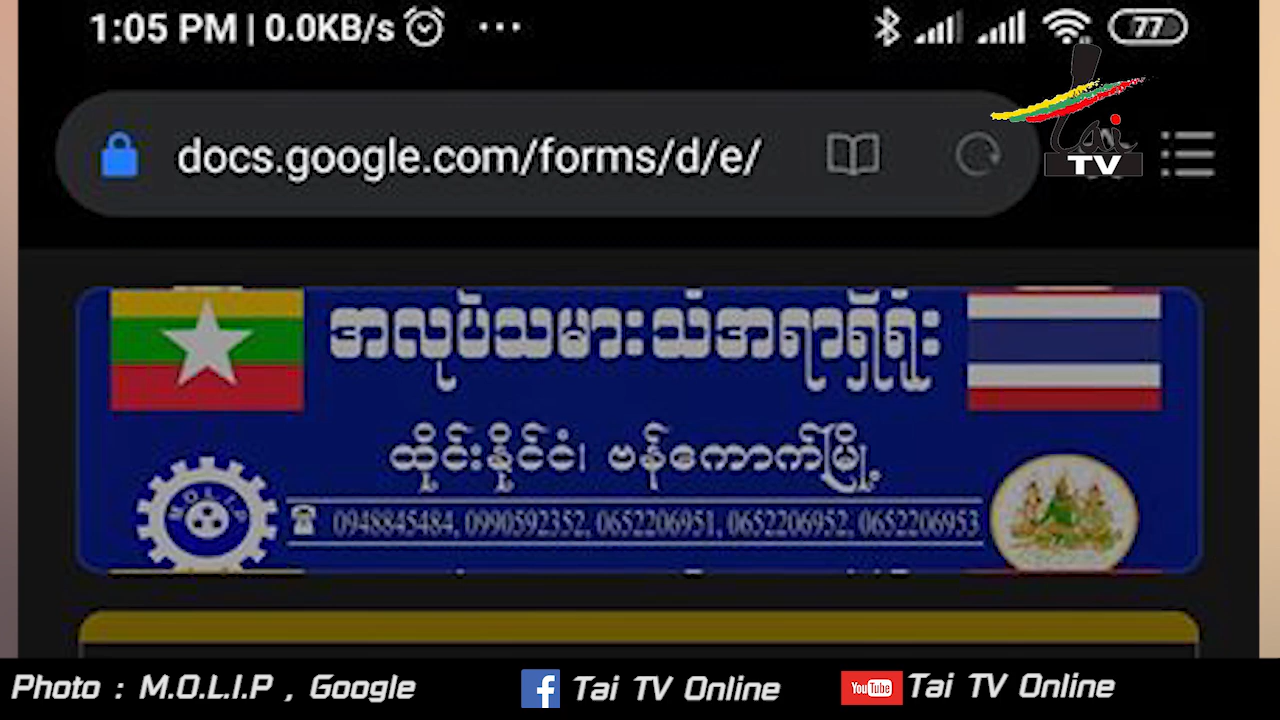 1:05 PM | 0.0KB/s ... 77
docs.google.com/forms/d/e/
Tai
TV
အလုပ်သမားသံအရာရှိရုံး
ထိုင်းနိုင်ငံ၊ ဗန်ကောက်မြို့
M.O.L.I.P
0948845484, 0990592352, 0652206951, 0652206952, 0652206953
Photo : M.O.L.I.P , Google
f Tai TV Online
YouTube Tai TV Online